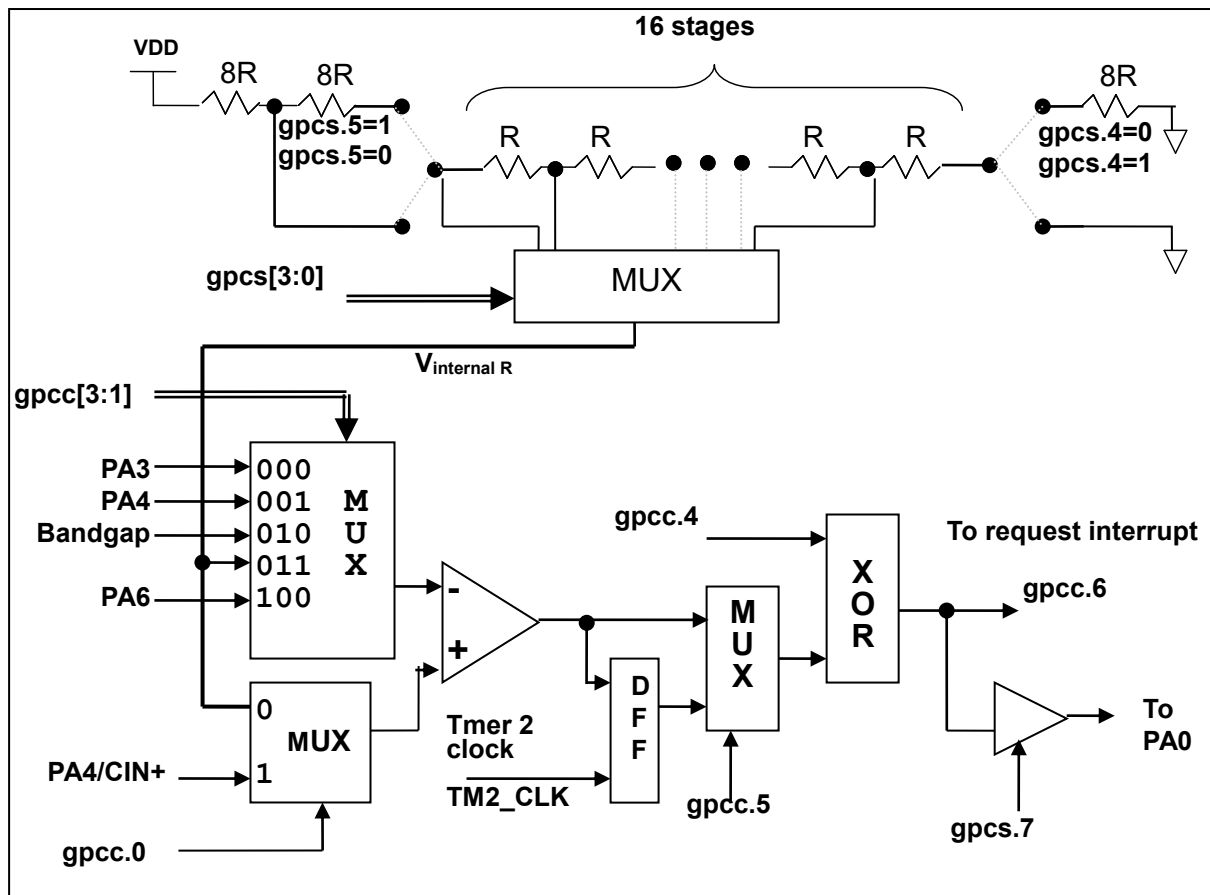 16 stages
VDD
8R
8R
8R
gpcs.5=1
gpcs.5=0
R
R
R
R
gpcs.4=0
gpcs.4=1
gpcs[3:0]
MUX
Vinternal R
gpcc[3:1]
PA3
000
PA4
001
Bandgap
010
011
PA6
100
M
U
X
-
+
gpcc.4
To request interrupt
X
O
R
gpcc.6
M
U
X
D
F
F
0
MUX
1
PA4/CIN+
gpcc.0
Tmer 2
clock
TM2_CLK
gpcc.5
To
PA0
gpcs.7